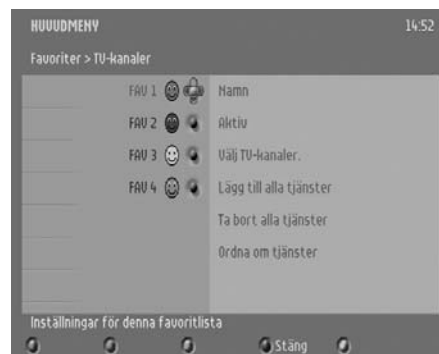 HUVUDMENY 14:52
Favoriter > TV-kanaler
FAV 1 Namn
FAV 2 Aktiv
FAV 3 Välj TV-kanaler.
FAV 4 Lägg till alla tjänster
Ta bort alla tjänster
Ordna om tjänster
Inställningar för denna favoritlista
Stäng